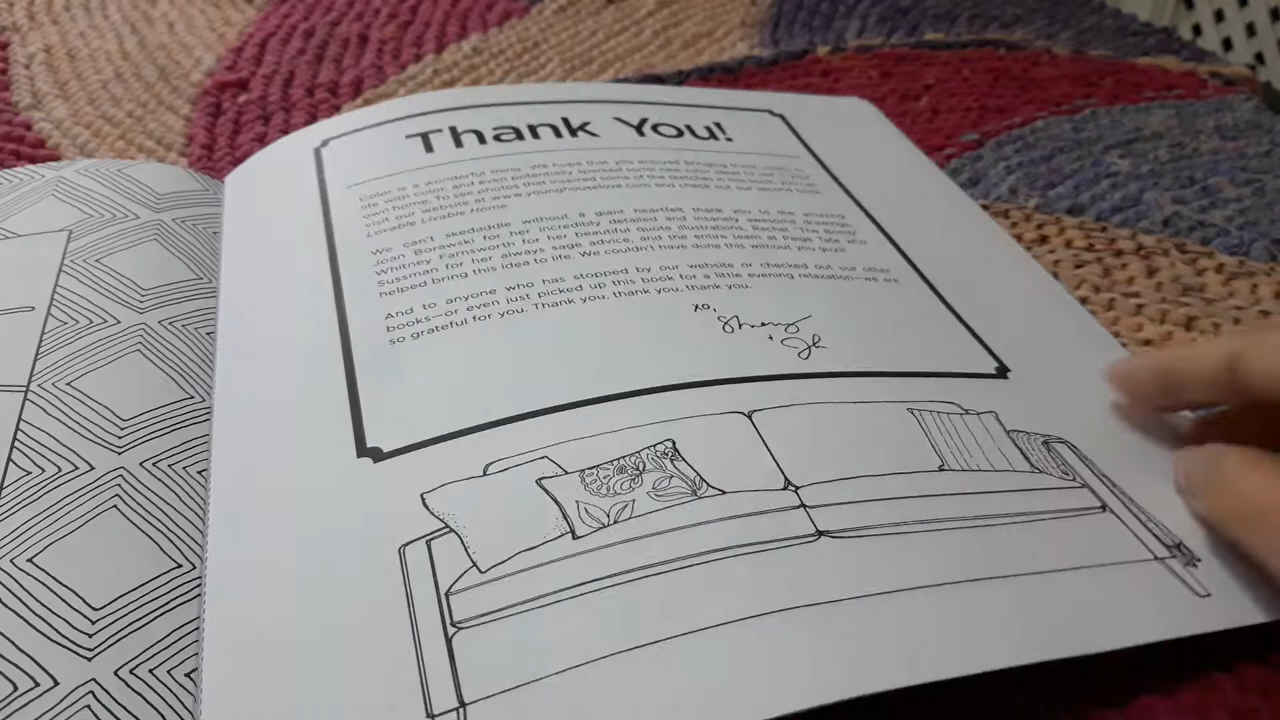 Thank You!
Color is a wonderful thing. We hope that you enjoyed bringing these rooms to
life with color, and even potentially sparked some new color ideas to use in your
own home. To see photos that inspired some of the sketches in this book, you can
visit our website at www.younghouselove.com and check out our second book,
Lovable Livable Home.
We can't skedaddle without a giant heartfelt thank you to the amazing
Joan Borawski for her incredibly detailed and insanely awesome drawings,
Whitney Farnsworth for her beautiful quote illustrations, Rachel "The Bomb"
Sussman for her always sage advice, and the entire team at Paige Tate who
helped bring this idea to life. We couldn't have done this without you guys!
And to anyone who has stopped by our website or checked out our other
books—or even just picked up this book for a little evening relaxation—we are
so grateful for you. Thank you, thank you, thank you.
xo,
Sherry
+ Jh